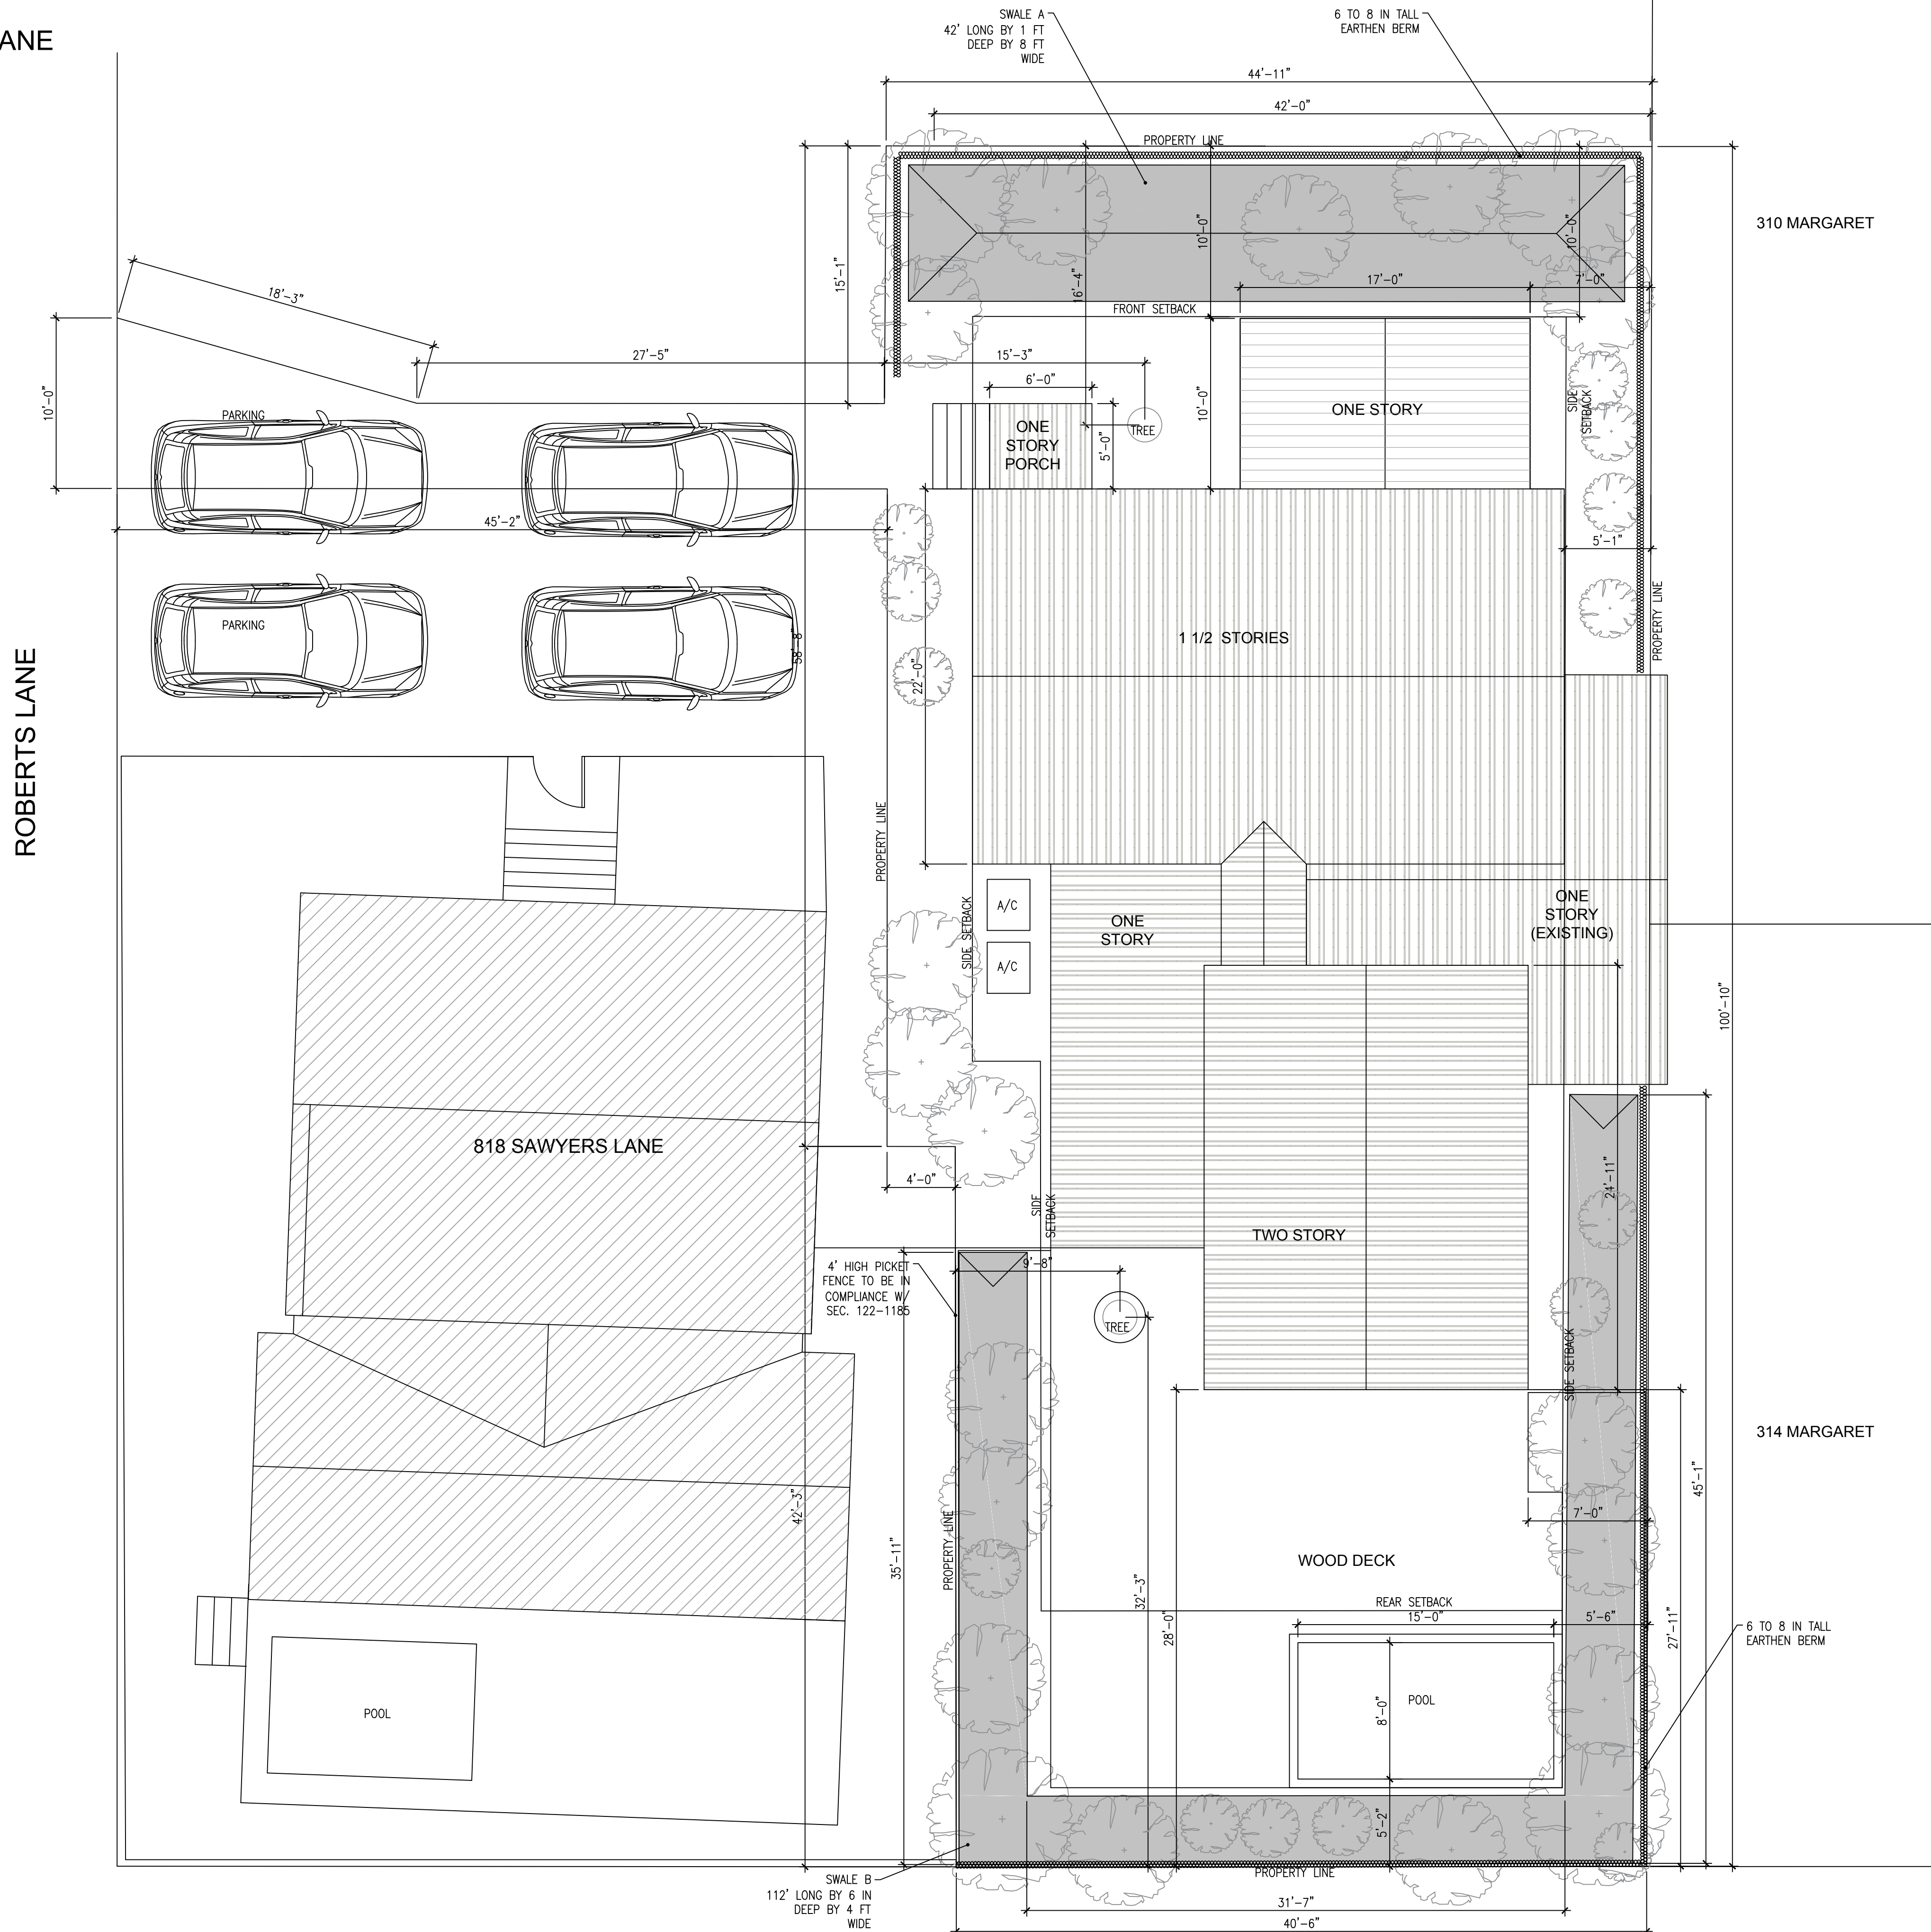 ANE
SWALE A
42' LONG BY 1 FT
DEEP BY 8 FT
WIDE
6 TO 8 IN TALL
EARTHEN BERM
44'-11"
42'-0"
PROPERTY LINE
310 MARGARET
10'-0"
10'-0"
15'-1"
16'-4"
18'-3"
17'-0"
7'-0"
FRONT SETBACK
27'-5"
15'-3"
10'-0"
6'-0"
10'-0"
PARKING
ONE
STORY
PORCH
5'-0"
TREE
ONE STORY
SIDE
SETBACK
45'-2"
5'-1"
PARKING
58'-8"
22'-0"
1 1/2 STORIES
PROPERTY LINE
ROBERTS LANE
PROPERTY LINE
A/C
A/C
SIDE SETBACK
ONE
STORY
ONE
STORY
(EXISTING)
100'-10"
818 SAWYERS LANE
4'-0"
SIDE
SETBACK
24'-11"
TWO STORY
4' HIGH PICKET
FENCE TO BE IN
COMPLIANCE W/
SEC. 122-1185
9'-8"
TREE
SIDE SETBACK
314 MARGARET
42'-3"
35'-11"
PROPERTY LINE
45'-1"
7'-0"
WOOD DECK
32'-3"
28'-0"
REAR SETBACK
15'-0"
5'-6"
27'-11"
6 TO 8 IN TALL
EARTHEN BERM
POOL
8'-0"
POOL
5'-2"
PROPERTY LINE
SWALE B
112' LONG BY 6 IN
DEEP BY 4 FT
WIDE
31'-7"
40'-6"